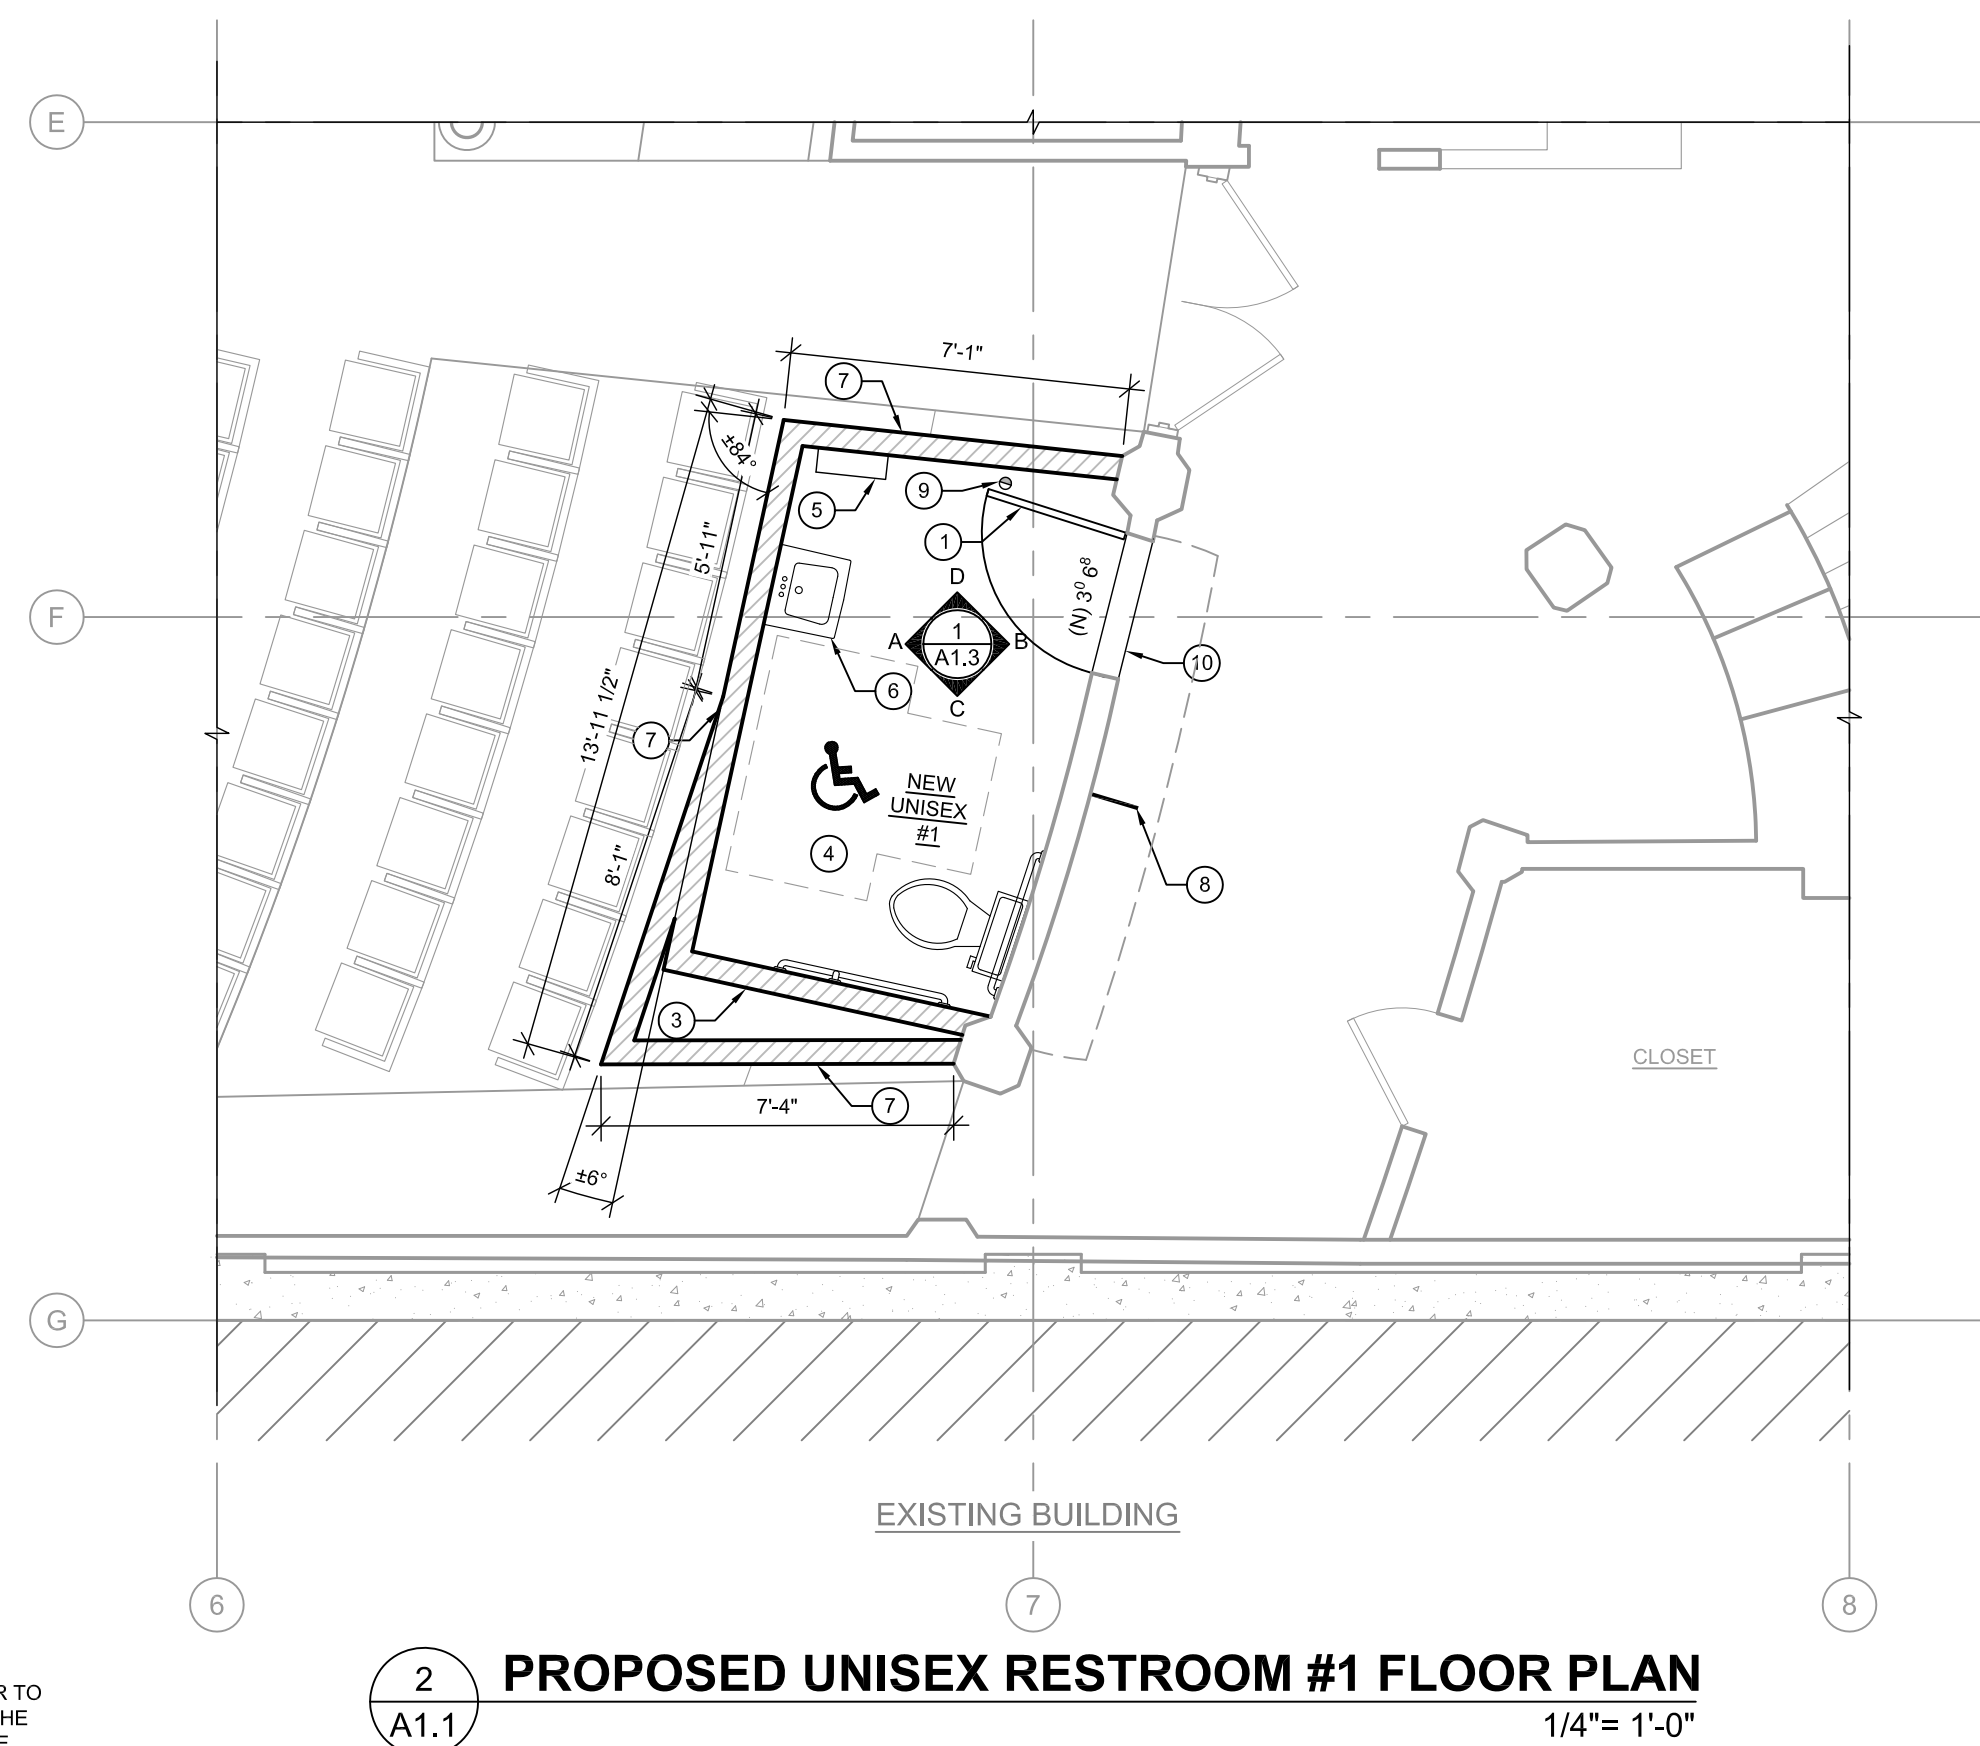 E
7'-1"
7
±84°
5
9
1
5'-11"
D
(N) 3⁰ 6⁸
F
1
A
B
A1.3
10
6
C
13'-11 1/2"
7
NEW
UNISEX
#1
4
8'-1"
8
3
CLOSET
7'-4"
7
±6°
G
EXISTING BUILDING
6
7
8
2
PROPOSED UNISEX RESTROOM #1 FLOOR PLAN
A1.1
1/4"= 1'-0"
R TO
HE